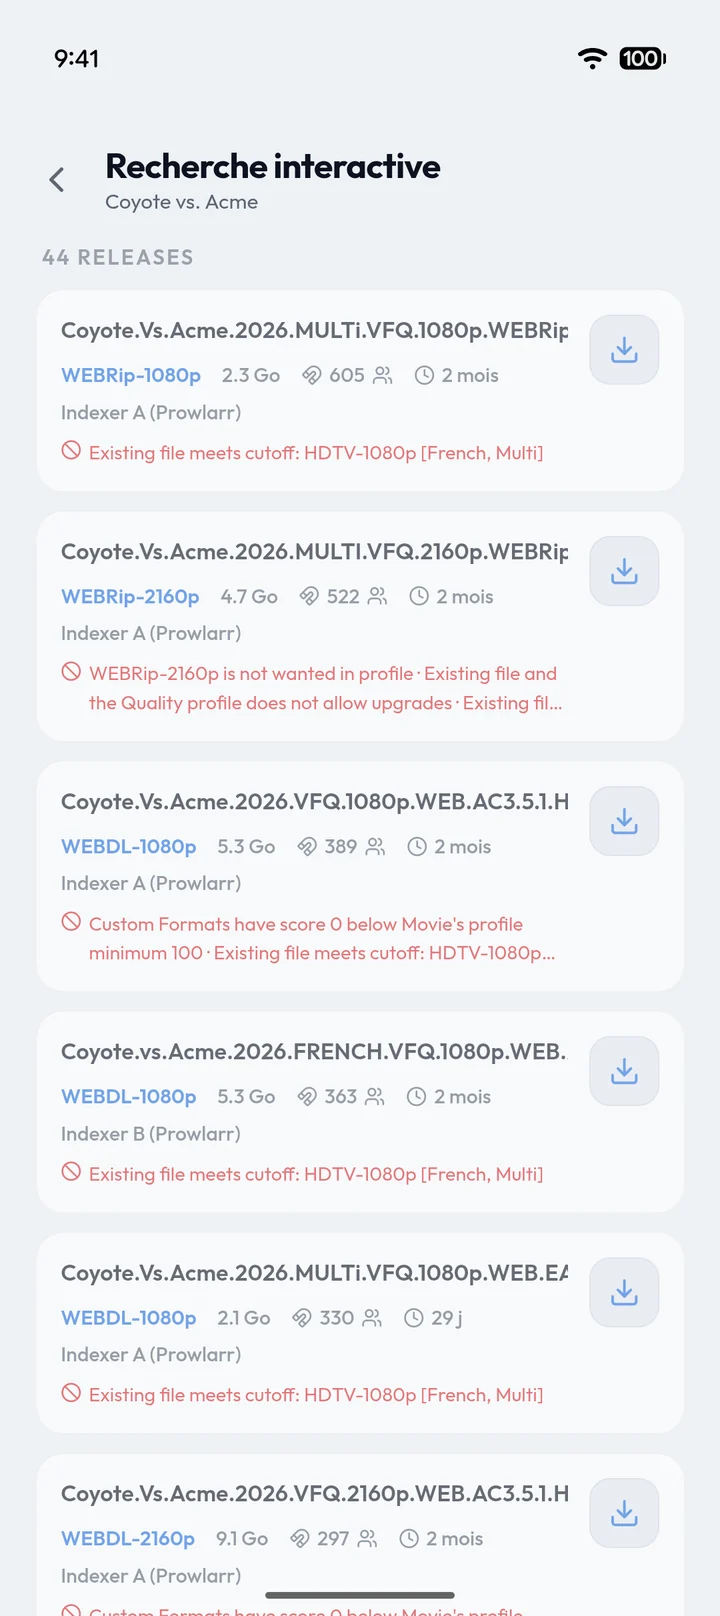 9:41
100
Recherche interactive
Coyote vs. Acme
44 RELEASES
Coyote.Vs.Acme.2026.MULTi.VFQ.1080p.WEBRip
WEBRip-1080p 2.3 Go 605 2 mois
Indexer A (Prowlarr)
Existing file meets cutoff: HDTV-1080p [French, Multi]
Coyote.Vs.Acme.2026.MULTI.VFQ.2160p.WEBRip
WEBRip-2160p 4.7 Go 522 2 mois
Indexer A (Prowlarr)
WEBRip-2160p is not wanted in profile · Existing file and
the Quality profile does not allow upgrades · Existing fil...
Coyote.Vs.Acme.2026.VFQ.1080p.WEB.AC3.5.1.H
WEBDL-1080p 5.3 Go 389 2 mois
Indexer A (Prowlarr)
Custom Formats have score 0 below Movie's profile
minimum 100 · Existing file meets cutoff: HDTV-1080p...
Coyote.vs.Acme.2026.FRENCH.VFQ.1080p.WEB.
WEBDL-1080p 5.3 Go 363 2 mois
Indexer B (Prowlarr)
Existing file meets cutoff: HDTV-1080p [French, Multi]
Coyote.Vs.Acme.2026.MULTi.VFQ.1080p.WEB.EA
WEBDL-1080p 2.1 Go 330 29 j
Indexer A (Prowlarr)
Existing file meets cutoff: HDTV-1080p [French, Multi]
Coyote.Vs.Acme.2026.VFQ.2160p.WEB.AC3.5.1.H
WEBDL-2160p 9.1 Go 297 2 mois
Indexer A (Prowlarr)
Custom Formats have score 0 below Movie's profile